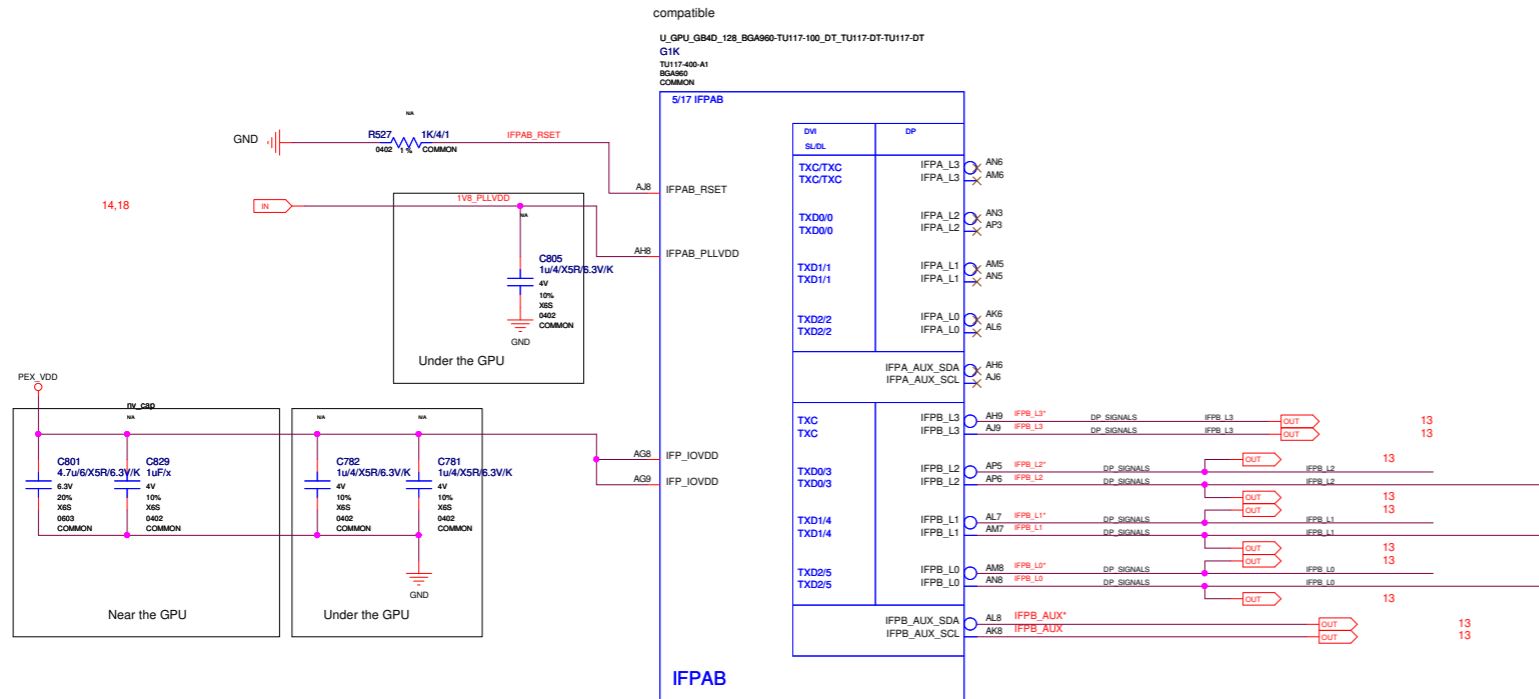 compatible
U_GPU_GB4D_128_BGA960-TU117-100_DT_TU117-DT-TU117-DT
G1K
TU117-400-A1
BGA960
COMMON
5/17 IFPAB
N/A
GND
R527
1K/4/1
IFPAB_RSET
0402
1 %
COMMON
AJ8
IFPAB_RSET
14,18
IN
1V8_PLLVDD
N/A
AH8
IFPAB_PLLVDD
C805
1u/4/X5R/6.3V/K
4V
10%
X6S
0402
COMMON
GND
Under the GPU
PEX_VDD
nv_cap
N/A
N/A
N/A
C801
4.7u/6/X5R/6.3V/K
6.3V
20%
X6S
0603
COMMON
C829
1uF/x
4V
10%
X6S
0402
COMMON
C782
1u/4/X5R/6.3V/K
4V
10%
X6S
0402
COMMON
C781
1u/4/X5R/6.3V/K
4V
10%
X6S
0402
COMMON
GND
Near the GPU
Under the GPU
AG8
IFP_IOVDD
AG9
IFP_IOVDD
DVI
DP
SL/DL
TXC/TXC
IFPA_L3
AN6
TXC/TXC
IFPA_L3
AM6
TXD0/0
IFPA_L2
AN3
TXD0/0
IFPA_L2
AP3
TXD1/1
IFPA_L1
AM5
TXD1/1
IFPA_L1
AN5
TXD2/2
IFPA_L0
AK6
TXD2/2
IFPA_L0
AL6
IFPA_AUX_SDA
AH6
IFPA_AUX_SCL
AJ6
TXC
IFPB_L3
AH9
IFPB_L3*
DP_SIGNALS
IFPB_L3
OUT
13
TXC
IFPB_L3
AJ9
IFPB_L3
DP_SIGNALS
IFPB_L3
OUT
13
OUT
13
TXD0/3
IFPB_L2
AP5
IFPB_L2*
DP_SIGNALS
IFPB_L2
TXD0/3
IFPB_L2
AP6
IFPB_L2
DP_SIGNALS
IFPB_L2
OUT
13
OUT
13
TXD1/4
IFPB_L1
AL7
IFPB_L1*
DP_SIGNALS
IFPB_L1
TXD1/4
IFPB_L1
AM7
IFPB_L1
DP_SIGNALS
IFPB_L1
OUT
13
OUT
13
TXD2/5
IFPB_L0
AM8
IFPB_L0*
DP_SIGNALS
IFPB_L0
TXD2/5
IFPB_L0
AN8
IFPB_L0
DP_SIGNALS
IFPB_L0
OUT
13
IFPB_AUX_SDA
AL8
IFPB_AUX*
OUT
13
IFPB_AUX_SCL
AK8
IFPB_AUX
OUT
13
IFPAB